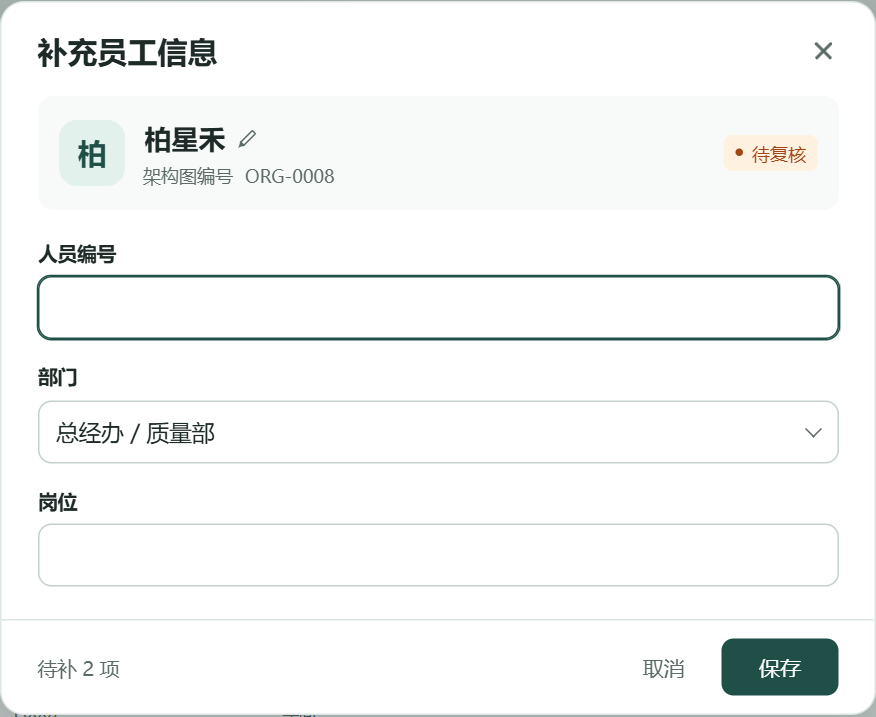 补充员工信息
柏
柏星禾
架构图编号 ORG-0008
待复核
人员编号
部门
总经办 / 质量部
岗位
待补 2 项
取消
保存